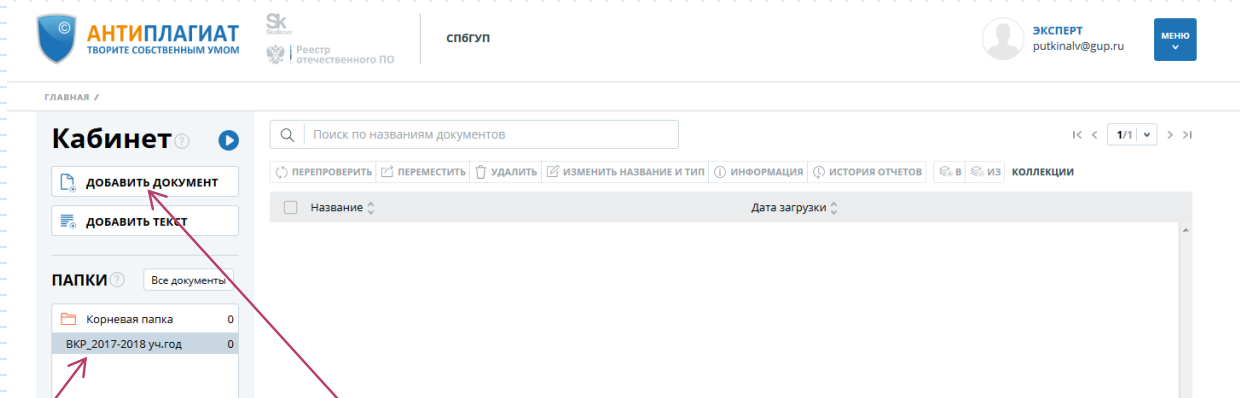 АНТИПЛАГИАТ
ТВОРИТЕ СОБСТВЕННЫМ УМОМ
Sk
Skolkovo
Реестр
отечественного ПО
СПбГУП
ЭКСПЕРТ
putkinalv@gup.ru
МЕНЮ
ГЛАВНАЯ /
Кабинет ?
Поиск по названиям документов
1/1
ДОБАВИТЬ ДОКУМЕНТ
ПЕРЕПРОВЕРИТЬ ПЕРЕМЕСТИТЬ УДАЛИТЬ ИЗМЕНИТЬ НАЗВАНИЕ И ТИП ИНФОРМАЦИЯ ИСТОРИЯ ОТЧЕТОВ В ИЗ КОЛЛЕКЦИИ
Название Дата загрузки
ДОБАВИТЬ ТЕКСТ
ПАПКИ ? Все документы
Корневая папка 0
ВКР_2017-2018 уч.год 0